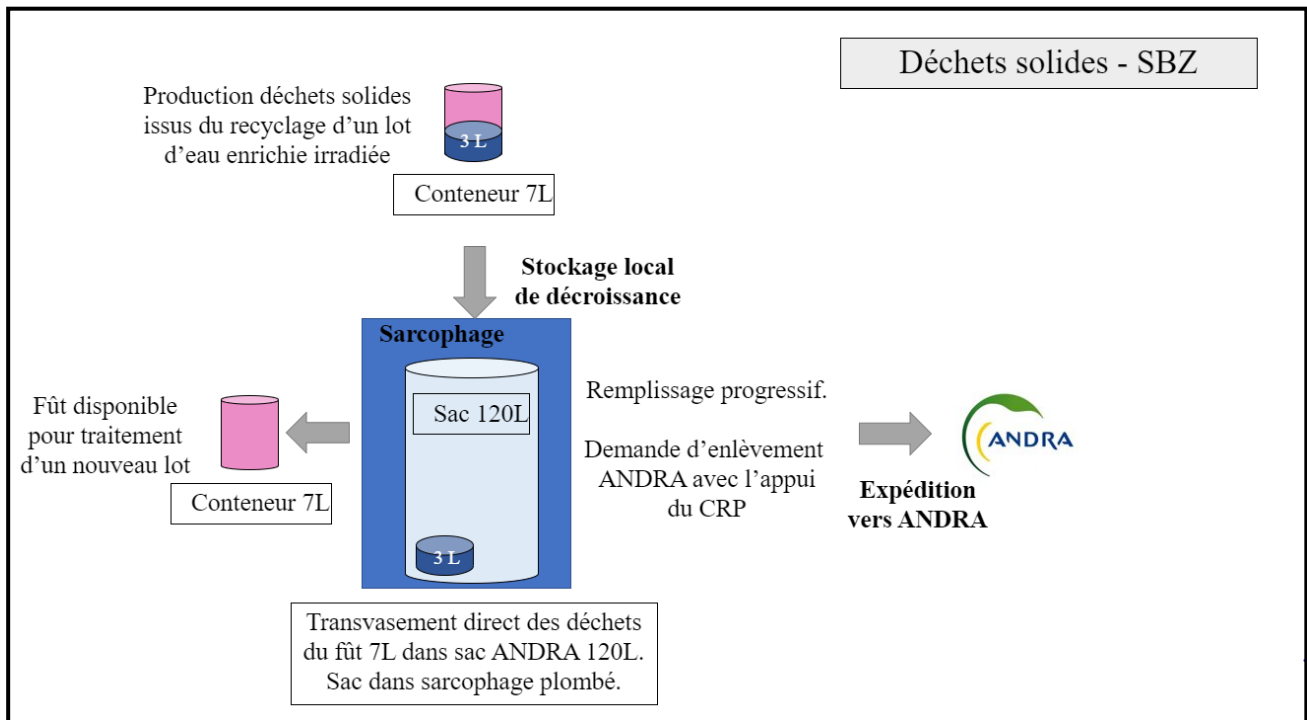 Déchets solides - SBZ
Production déchets solides
issus du recyclage d’un lot
d’eau enrichie irradiée
3 L
Conteneur 7L
Stockage local
de décroissance
Sarcophage
Sac 120L
3 L
Fût disponible
pour traitement
d’un nouveau lot
Conteneur 7L
Remplissage progressif.
Demande d’enlèvement
ANDRA avec l’appui
du CRP
ANDRA
Expédition
vers ANDRA
Transvasement direct des déchets
du fût 7L dans sac ANDRA 120L.
Sac dans sarcophage plombé.